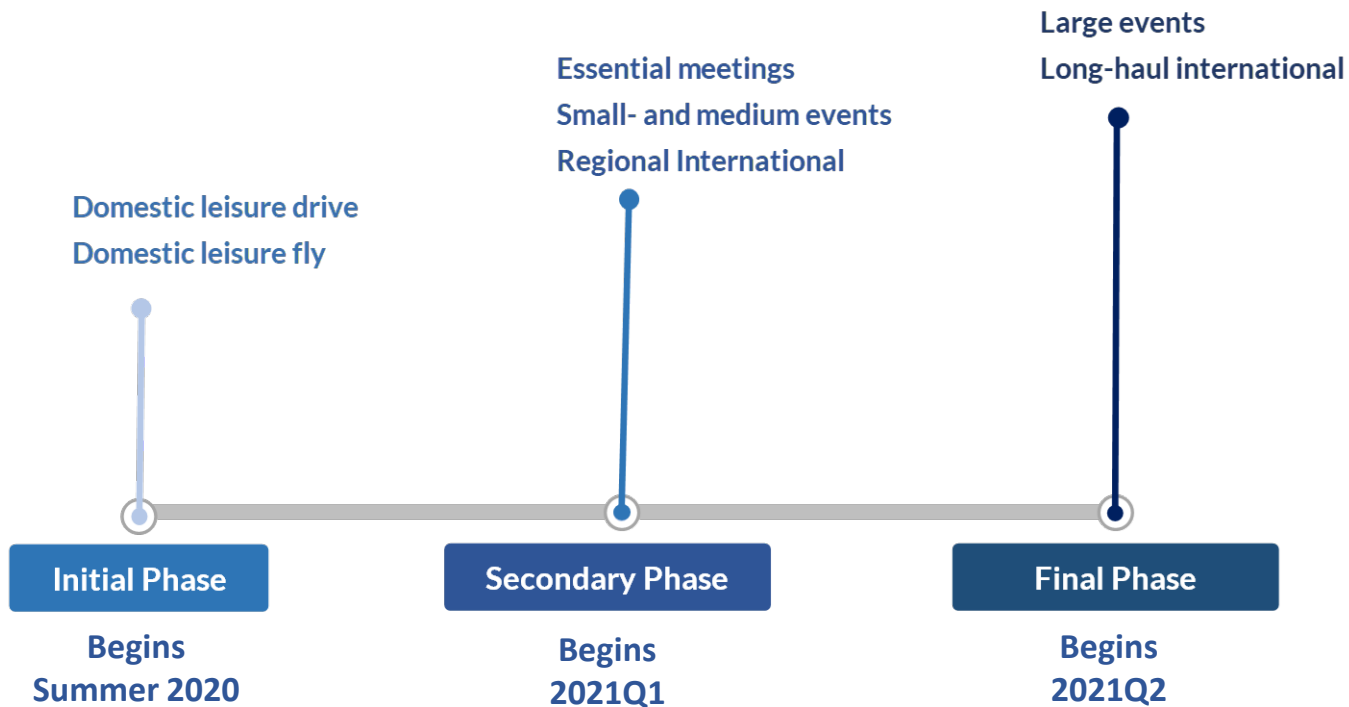 Domestic leisure drive
Domestic leisure fly
Initial Phase
Begins
Summer 2020
Essential meetings
Small- and medium events
Regional International
Secondary Phase
Begins
2021Q1
Large events
Long-haul international
Final Phase
Begins
2021Q2